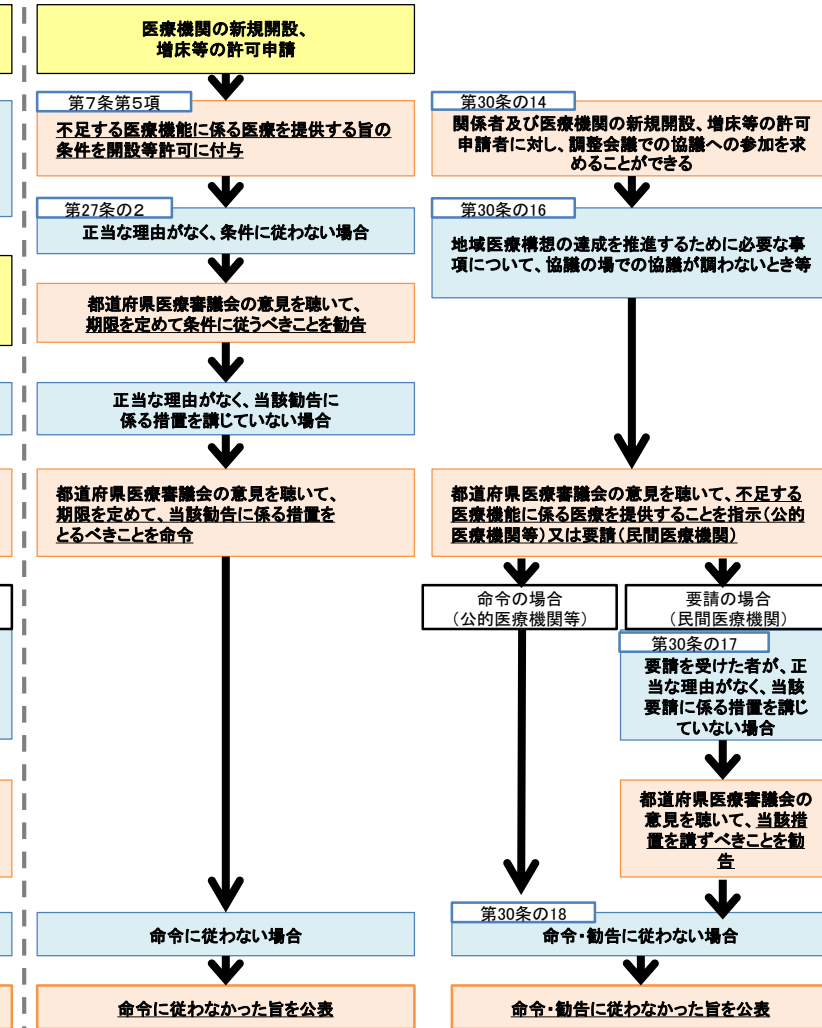 医療機関の新規開設、
増床等の許可申請
第7条第5項
不足する医療機能に係る医療を提供する旨の
条件を開設等許可に付与
第27条の2
正当な理由がなく、条件に従わない場合
都道府県医療審議会の意見を聴いて、
期限を定めて条件に従うべきことを勧告
正当な理由がなく、当該勧告に
係る措置を講じていない場合
都道府県医療審議会の意見を聴いて、
期限を定めて、当該勧告に係る措置を
とるべきことを命令
命令に従わない場合
命令に従わなかった旨を公表
第30条の14
関係者及び医療機関の新規開設、増床等の許可
申請者に対し、調整会議での協議への参加を求
めることができる
第30条の16
地域医療構想の達成を推進するために必要な事
項について、協議の場での協議が調わないとき等
都道府県医療審議会の意見を聴いて、不足する
医療機能に係る医療を提供することを指示(公的
医療機関等)又は要請(民間医療機関)
命令の場合
(公的医療機関等)
要請の場合
(民間医療機関)
第30条の17
要請を受けた者が、正
当な理由がなく、当該
要請に係る措置を講じ
ていない場合
都道府県医療審議会の
意見を聴いて、当該措
置を講ずべきことを勧
告
第30条の18
命令・勧告に従わない場合
命令・勧告に従わなかった旨を公表